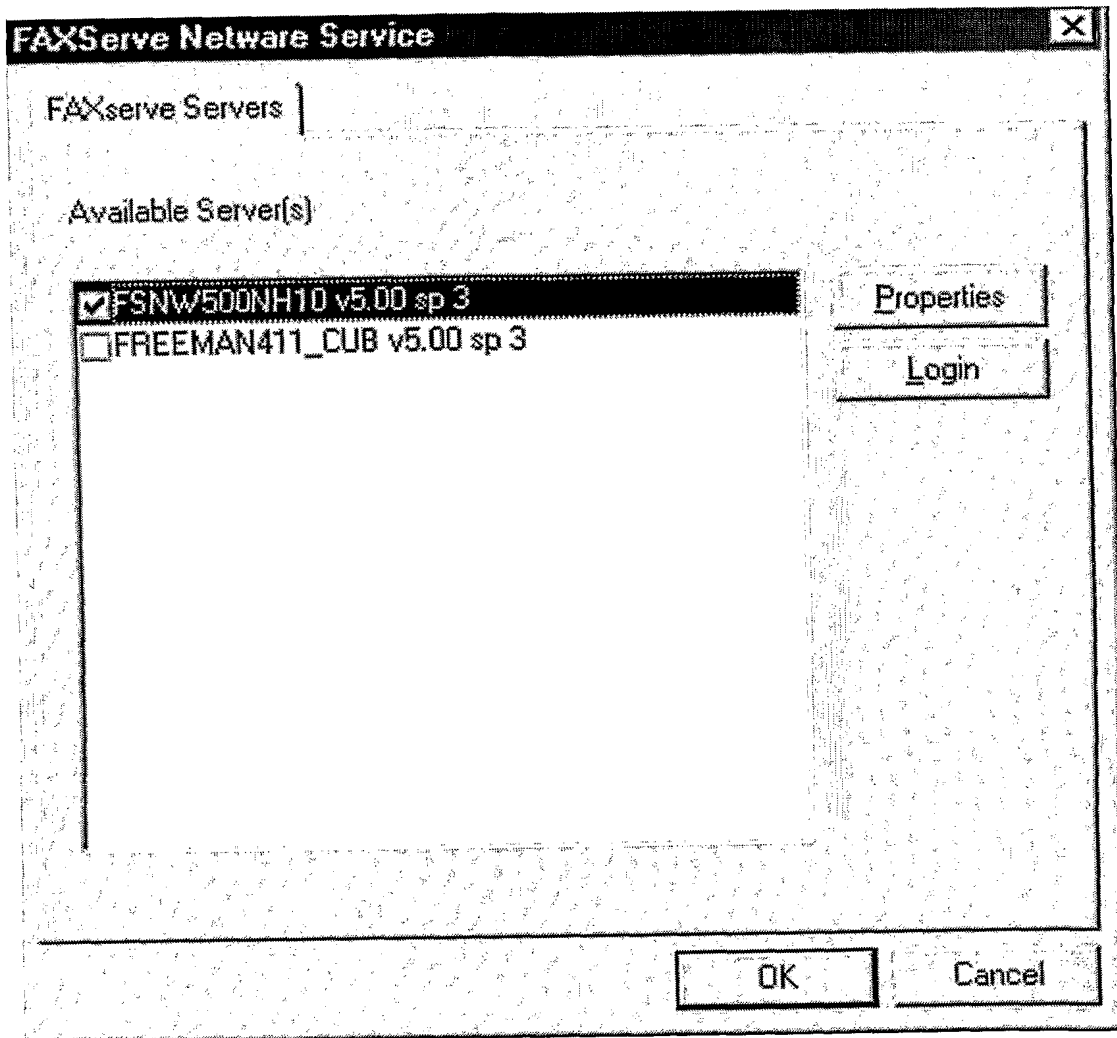 FAXServe Netware Service
FAXserve Servers
Available Server(s)
FSNW500NH10 v5.00 sp 3
FREEMAN411_CUB v5.00 sp 3
Properties
Login
OK
Cancel